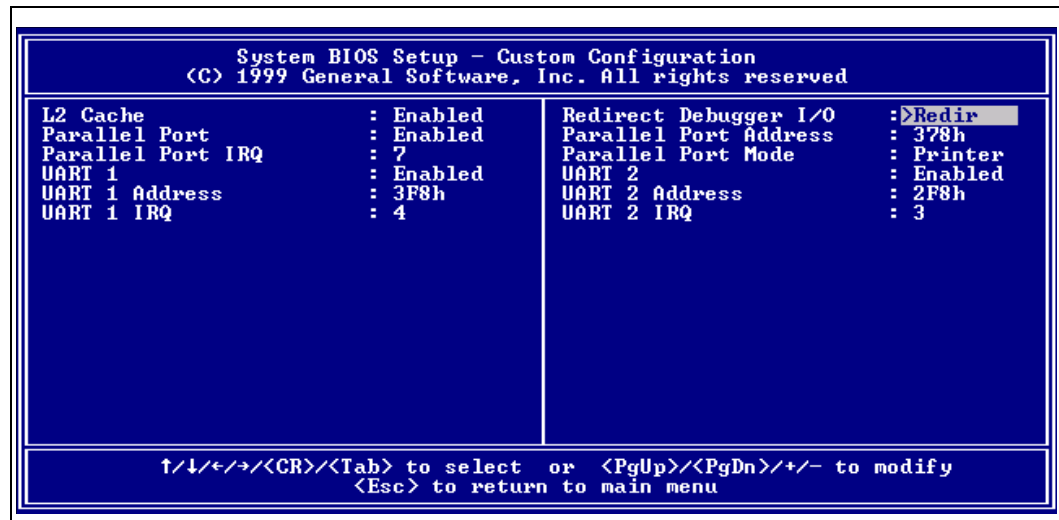 System BIOS Setup - Custom Configuration
(C) 1999 General Software, Inc. All rights reserved
L2 Cache : Enabled
Parallel Port : Enabled
Parallel Port IRQ : 7
UART 1 : Enabled
UART 1 Address : 3F8h
UART 1 IRQ : 4
Redirect Debugger I/O :>Redir
Parallel Port Address : 378h
Parallel Port Mode : Printer
UART 2 : Enabled
UART 2 Address : 2F8h
UART 2 IRQ : 3
↑/↓/←/→/<CR>/<Tab> to select or <PgUp>/<PgDn>/+/- to modify
<Esc> to return to main menu